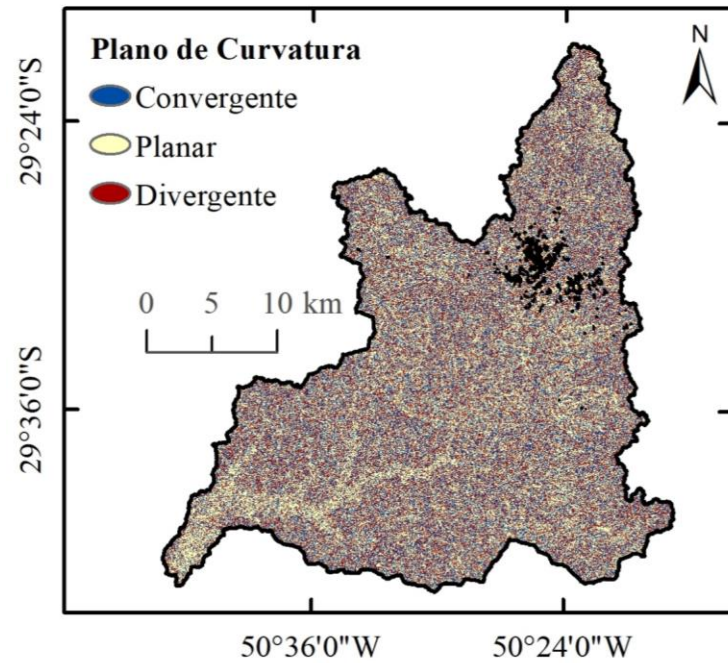 Plano de Curvatura
Convergente
Planar
Divergente
N
0 5 10 km
29°24'0"S
29°36'0"S
50°36'0"W 50°24'0"W